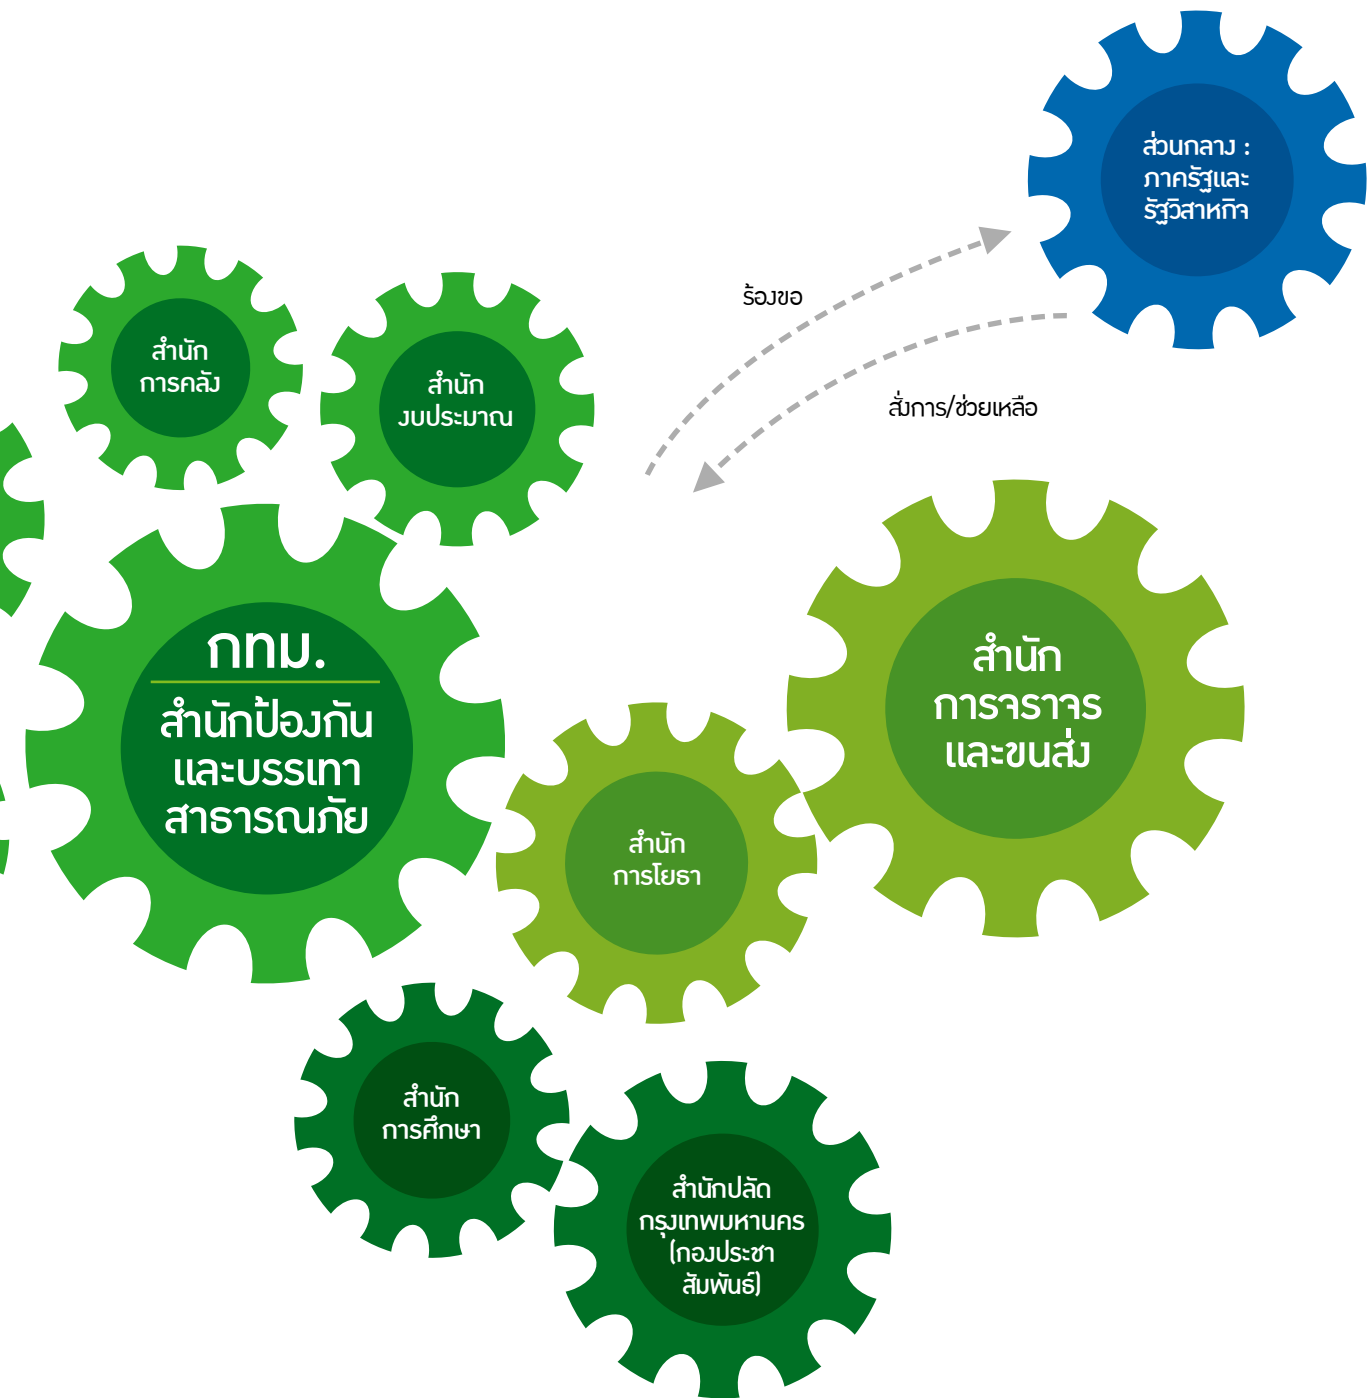 ส่วนกลาง :
ภาครัฐและ
รัฐวิสาหกิจ
ร้องขอ
สั่งการ/ช่วยเหลือ
สำนัก
การคลัง
สำนัก
งบประมาณ
กทม.
สำนักป้องกัน
และบรรเทา
สาธารณภัย
สำนัก
การจราจร
และขนส่ง
สำนัก
การโยธา
สำนัก
การศึกษา
สำนักปลัด
กรุงเทพมหานคร
(กองประชา
สัมพันธ์)